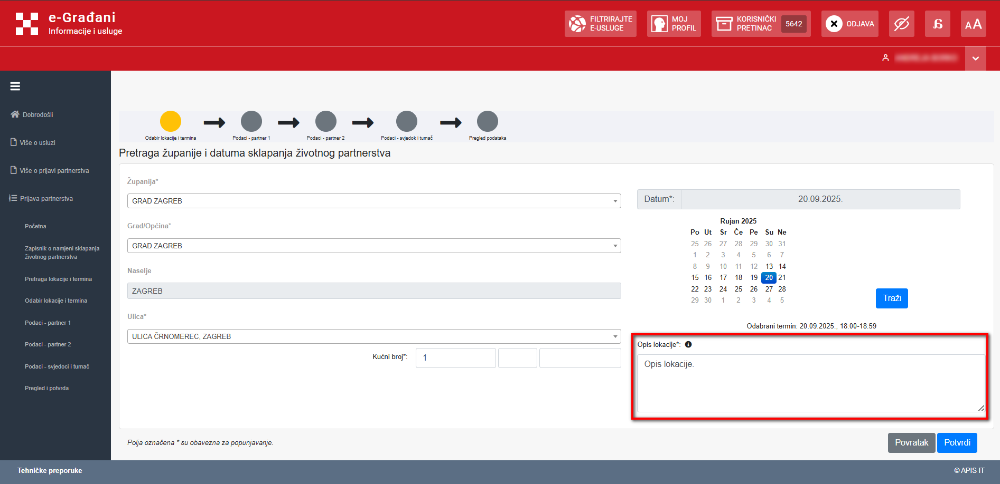 e-Građani
Informacije i usluge
FILTRIRAJTE
E-USLUGE
MOJ
PROFIL
KORISNIČKI
PRETINAC
5642
ODJAVA
AA
Dobrodošli
Više o usluzi
Više o prijavi partnerstva
Prijava partnerstva
Početna
Zapisnik o namjeni sklapanja
životnog partnerstva
Pretraga lokacije i termina
Odabir lokacije i termina
Podaci - partner 1
Podaci - partner 2
Podaci - svjedoci i tumač
Pregled i potvrda
Odabir lokacije i termina
Podaci - partner 1
Podaci - partner 2
Podaci - svjedok i tumač
Pregled podataka
Pretraga županije i datuma sklapanja životnog partnerstva
Županija*
GRAD ZAGREB
Grad/Općina*
GRAD ZAGREB
Naselje
ZAGREB
Ulica*
ULICA ČRNOMEREC, ZAGREB
Kućni broj*: 1
Datum*: 20.09.2025.
Rujan 2025
Po Ut Sr Če Pe Su Ne
25 26 27 28 29 30 31
1 2 3 4 5 6 7
8 9 10 11 12 13 14
15 16 17 18 19 20 21
22 23 24 25 26 27 28
29 30 1 2 3 4 5
Traži
Odabrani termin: 20.09.2025., 18:00-18:59
Opis lokacije*:
Opis lokacije.
Polja označena * su obavezna za popunjavanje.
Povratak
Potvrdi
Tehničke preporuke
© APIS IT